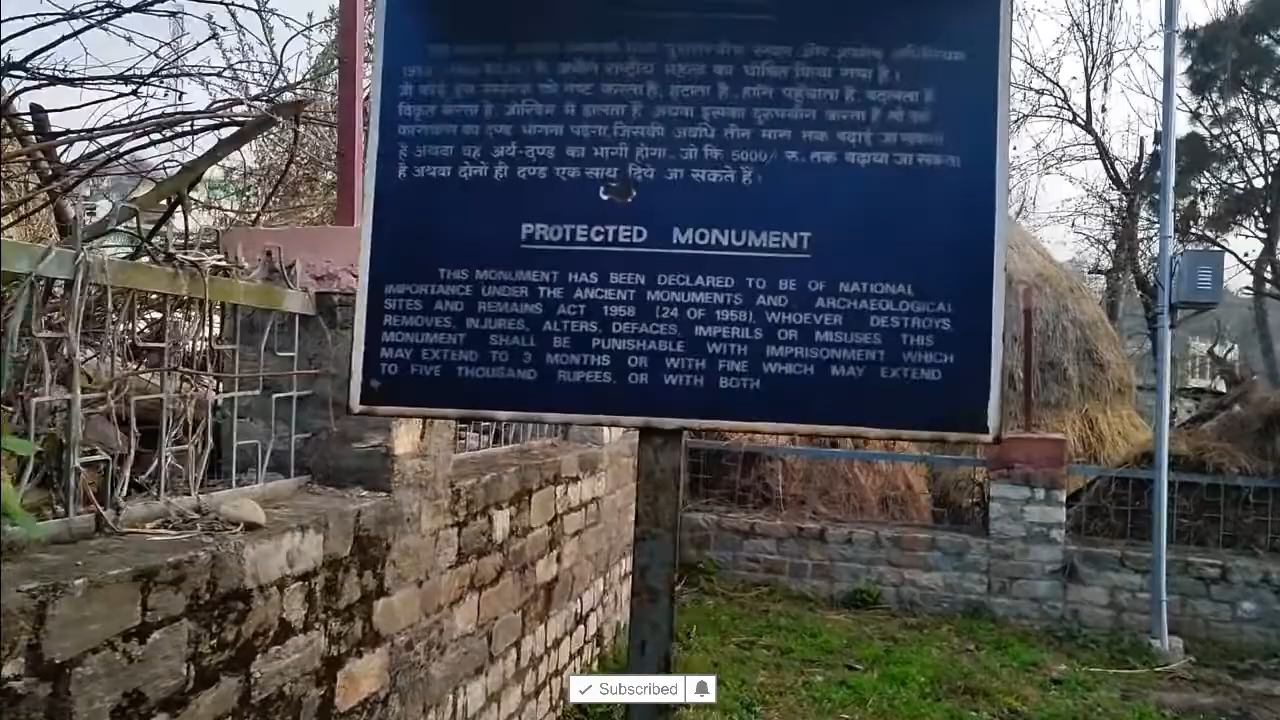 पुरातत्वीय स्थल और अवशेष अधिनियम
राष्ट्रीय महत्व का घोषित किया गया है।
नष्ट करता है, हटाता है, हानि पहुँचाता है, बदलता है
विकृत करता है, जोखिम में डालता है, अथवा इसका दुरुपयोग करता है
का दण्ड भोगना पड़ेगा, जिसकी अवधि तीन मास तक बढ़ाई जा सकती
है अथवा वह अर्थ-दण्ड का भागी होगा, जो कि 5000/ रु. तक बढ़ाया जा सकता
है अथवा दोनों ही दण्ड एक साथ दिये जा सकते हैं।
PROTECTED MONUMENT
THIS MONUMENT HAS BEEN DECLARED TO BE OF NATIONAL
IMPORTANCE UNDER THE ANCIENT MONUMENTS AND ARCHAEOLOGICAL
SITES AND REMAINS ACT 1958 (24 OF 1958), WHOEVER DESTROYS,
REMOVES, INJURES, ALTERS, DEFACES, IMPERILS OR MISUSES THIS
MONUMENT SHALL BE PUNISHABLE WITH IMPRISONMENT WHICH
MAY EXTEND TO 3 MONTHS OR WITH FINE WHICH MAY EXTEND
TO FIVE THOUSAND RUPEES, OR WITH BOTH
Subscribed